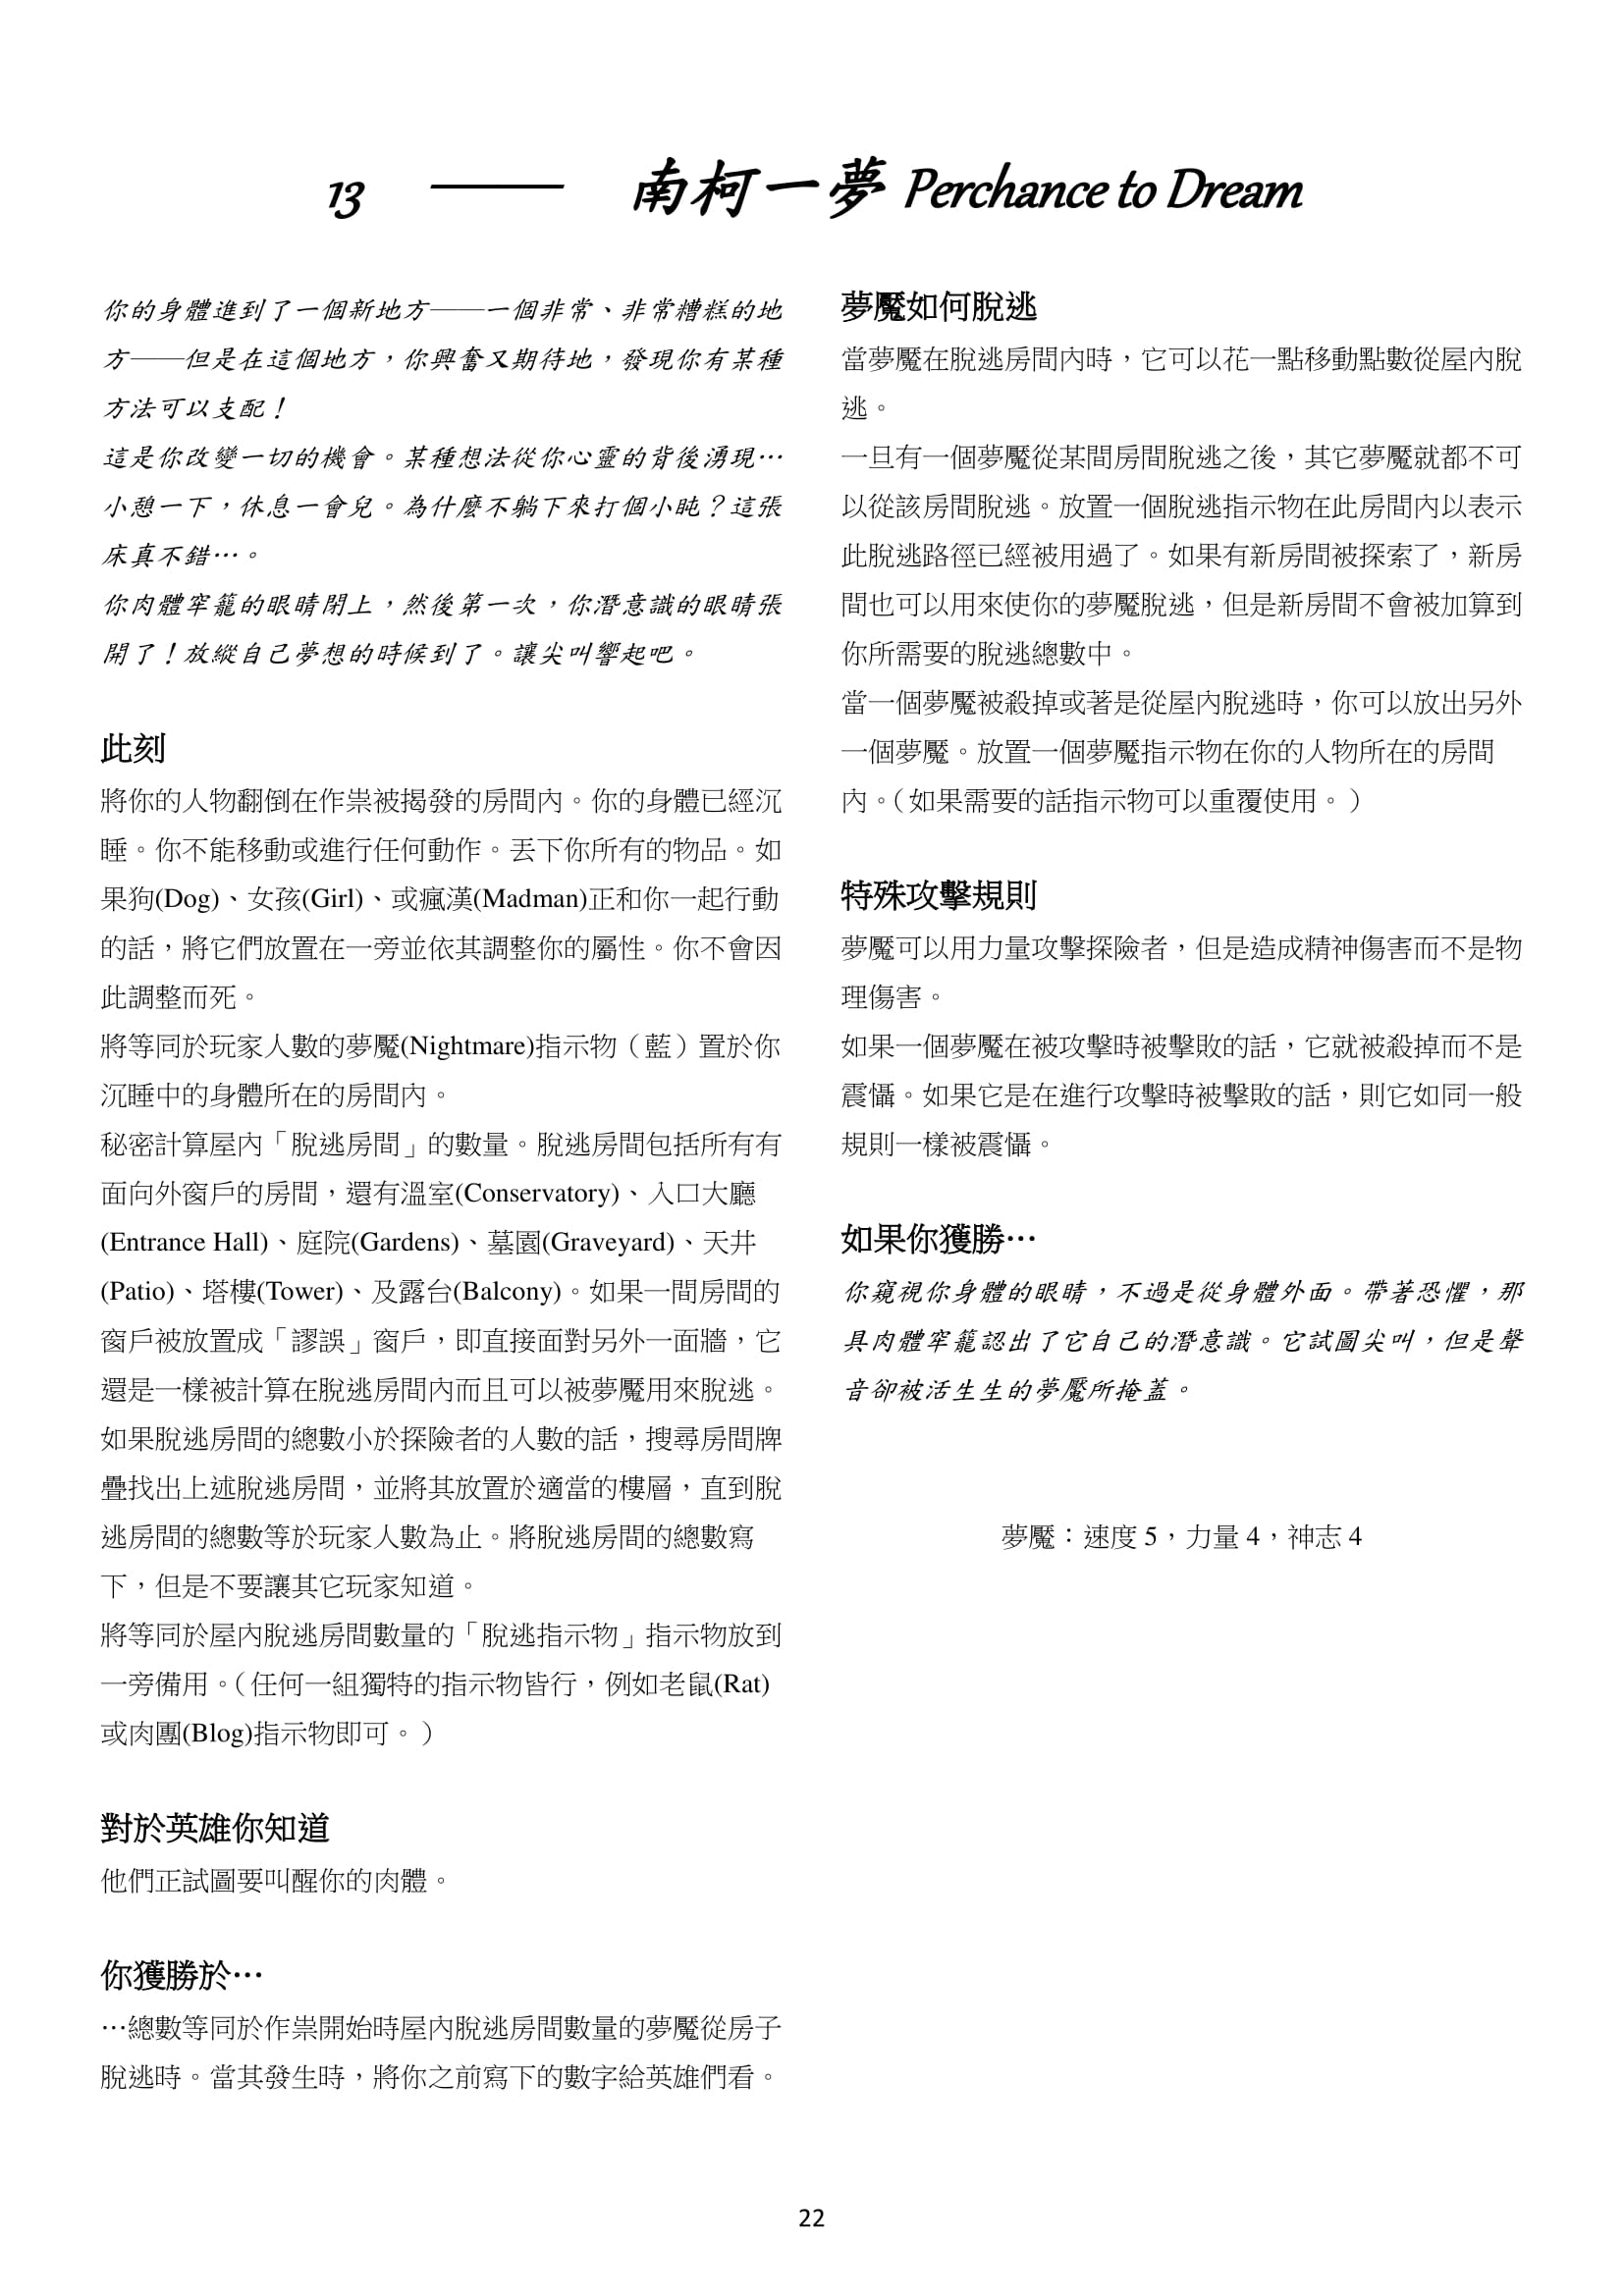 13 —— 南柯一夢 Perchance to Dream
你的身體進到了一個新地方——一個非常、非常糟糕的地
方——但是在這個地方，你興奮又期待地，發現你有某種
方法可以支配！
這是你改變一切的機會。某種想法從你心靈的背後湧現…
小憩一下，休息一會兒。為什麼不躺下來打個小盹？這張
床真不錯…。
你肉體牢籠的眼睛閉上，然後第一次，你潛意識的眼睛張
開了！放縱自己夢想的時候到了。讓尖叫響起吧。
此刻
將你的人物翻倒在作祟被揭發的房間內。你的身體已經沉
睡。你不能移動或進行任何動作。丟下你所有的物品。如
果狗(Dog)、女孩(Girl)、或瘋漢(Madman)正和你一起行動
的話，將它們放置在一旁並依其調整你的屬性。你不會因
此調整而死。
將等同於玩家人數的夢魘(Nightmare)指示物（藍）置於你
沉睡中的身體所在的房間內。
秘密計算屋內「脫逃房間」的數量。脫逃房間包括所有有
面向外窗戶的房間，還有溫室(Conservatory)、入口大廳
(Entrance Hall)、庭院(Gardens)、墓園(Graveyard)、天井
(Patio)、塔樓(Tower)、及露台(Balcony)。如果一間房間的
窗戶被放置成「謬誤」窗戶，即直接面對另外一面牆，它
還是一樣被計算在脫逃房間內而且可以被夢魘用來脫逃。
如果脫逃房間的總數小於探險者的人數的話，搜尋房間牌
疊找出上述脫逃房間，並將其放置於適當的樓層，直到脫
逃房間的總數等於玩家人數為止。將脫逃房間的總數寫
下，但是不要讓其它玩家知道。
將等同於屋內脫逃房間數量的「脫逃指示物」指示物放到
一旁備用。（任何一組獨特的指示物皆行，例如老鼠(Rat)
或肉團(Blog)指示物即可。）
對於英雄你知道
他們正試圖要叫醒你的肉體。
你獲勝於…
…總數等同於作祟開始時屋內脫逃房間數量的夢魘從房子
脫逃時。當其發生時，將你之前寫下的數字給英雄們看。
夢魘如何脫逃
當夢魘在脫逃房間內時，它可以花一點移動點數從屋內脫
逃。
一旦有一個夢魘從某間房間脫逃之後，其它夢魘就都不可
以從該房間脫逃。放置一個脫逃指示物在此房間內以表示
此脫逃路徑已經被用過了。如果有新房間被探索了，新房
間也可以用來使你的夢魘脫逃，但是新房間不會被加算到
你所需要的脫逃總數中。
當一個夢魘被殺掉或著是從屋內脫逃時，你可以放出另外
一個夢魘。放置一個夢魘指示物在你的人物所在的房間
內。（如果需要的話指示物可以重覆使用。）
特殊攻擊規則
夢魘可以用力量攻擊探險者，但是造成精神傷害而不是物
理傷害。
如果一個夢魘在被攻擊時被擊敗的話，它就被殺掉而不是
震懾。如果它是在進行攻擊時被擊敗的話，則它如同一般
規則一樣被震懾。
如果你獲勝…
你窺視你身體的眼睛，不過是從身體外面。帶著恐懼，那
具肉體牢籠認出了它自己的潛意識。它試圖尖叫，但是聲
音卻被活生生的夢魘所掩蓋。
夢魘：速度 5，力量 4，神志 4
22